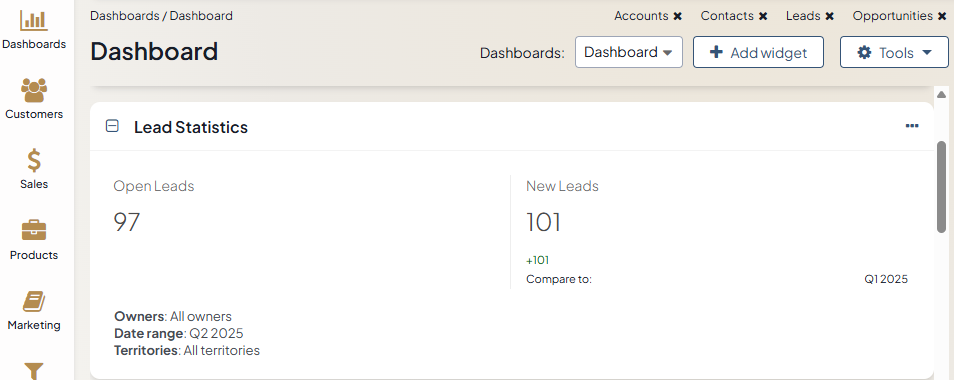 Dashboards / Dashboard
Accounts ✖ Contacts ✖ Leads ✖ Opportunities ✖
Dashboard
Dashboards: Dashboard
Add widget
Tools
Dashboards
Customers
Sales
Products
Marketing
Lead Statistics
Open Leads
97
New Leads
101
+101
Compare to: Q1 2025
Owners: All owners
Date range: Q2 2025
Territories: All territories